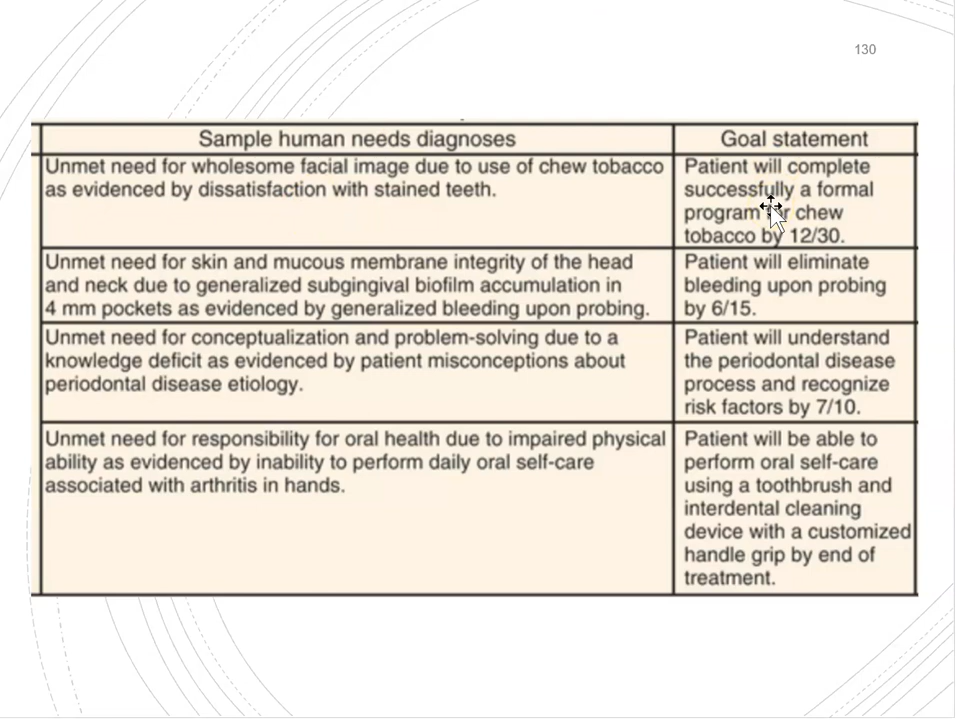 130
Sample human needs diagnoses
Goal statement
Unmet need for wholesome facial image due to use of chew tobacco
as evidenced by dissatisfaction with stained teeth.
Patient will complete
successfully a formal
program for chew
tobacco by 12/30.
Unmet need for skin and mucous membrane integrity of the head
and neck due to generalized subgingival biofilm accumulation in
4 mm pockets as evidenced by generalized bleeding upon probing.
Patient will eliminate
bleeding upon probing
by 6/15.
Unmet need for conceptualization and problem-solving due to a
knowledge deficit as evidenced by patient misconceptions about
periodontal disease etiology.
Patient will understand
the periodontal disease
process and recognize
risk factors by 7/10.
Unmet need for responsibility for oral health due to impaired physical
ability as evidenced by inability to perform daily oral self-care
associated with arthritis in hands.
Patient will be able to
perform oral self-care
using a toothbrush and
interdental cleaning
device with a customized
handle grip by end of
treatment.